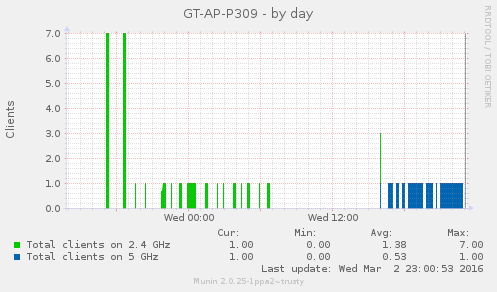 GT-AP-P309 - by day
RRDTOOL / TOBI OETIKER
Clients
7.0
6.0
5.0
4.0
3.0
2.0
1.0
0.0
Wed 00:00 Wed 12:00
Cur: Min: Avg: Max:
Total clients on 2.4 GHz 1.00 0.00 1.38 7.00
Total clients on 5 GHz 1.00 0.00 0.53 1.00
Last update: Wed Mar 2 23:00:53 2016
Munin 2.0.25-1ppa2~trusty